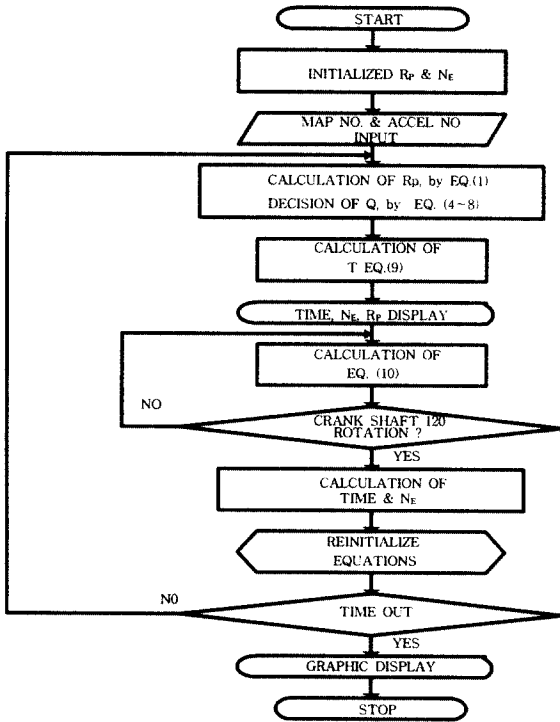 START
INITIALIZED RP & NE
MAP NO. & ACCEL NO
INPUT
CALCULATION OF Rp, by EQ.(1)
DECISION OF Q, by EQ. (4~8)
CALCULATION OF
T EQ.(9)
TIME, NE, RP DISPLAY
CALCULATION OF
EQ. (10)
NO
CRANK SHAFT 120
ROTATION ?
YES
CALCULATION OF
TIME & NE
REINITIALIZE
EQUATIONS
NO
TIME OUT
YES
GRAPHIC DISPLAY
STOP